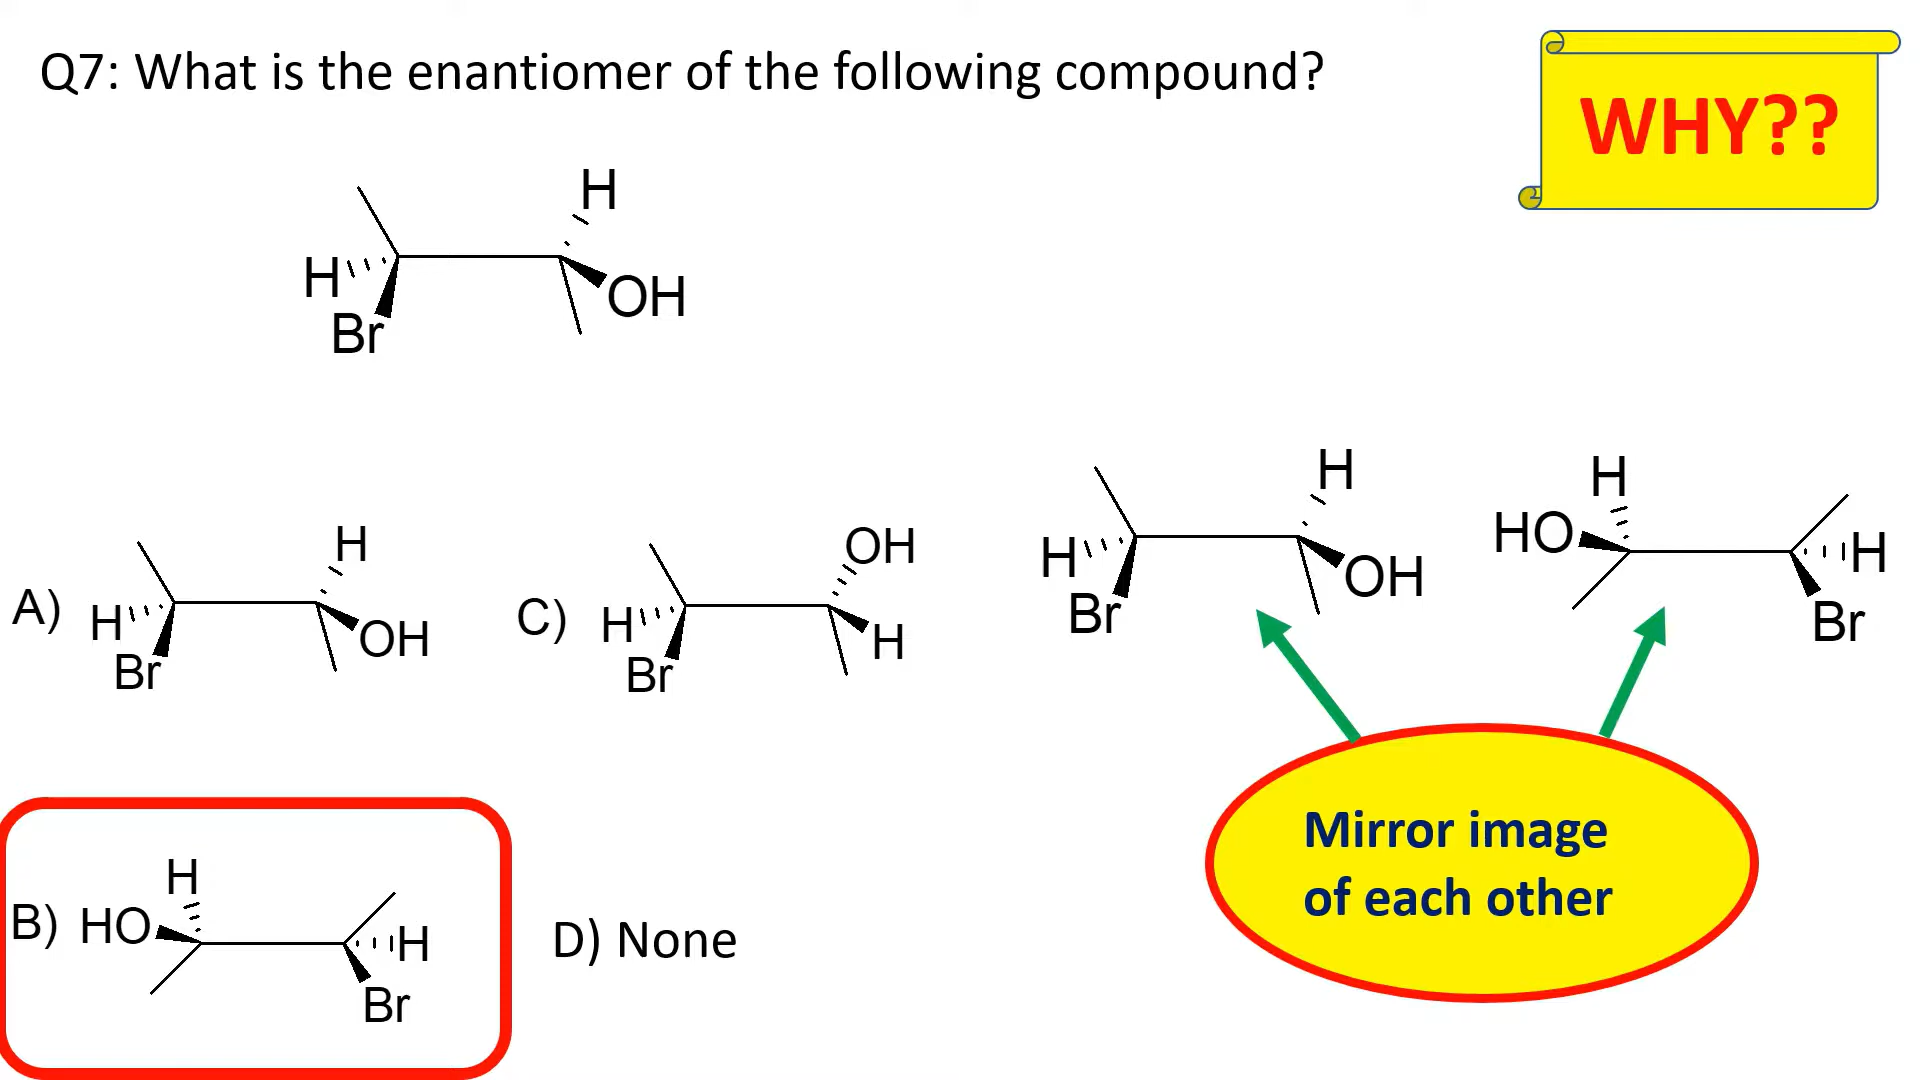 Q7: What is the enantiomer of the following compound?
WHY??
H
H
OH
Br
A)
H
H
OH
Br
C)
OH
H
H
Br
H
H
OH
Br
H
HO
H
Br
B)
H
HO
H
Br
D) None
Mirror image
of each other